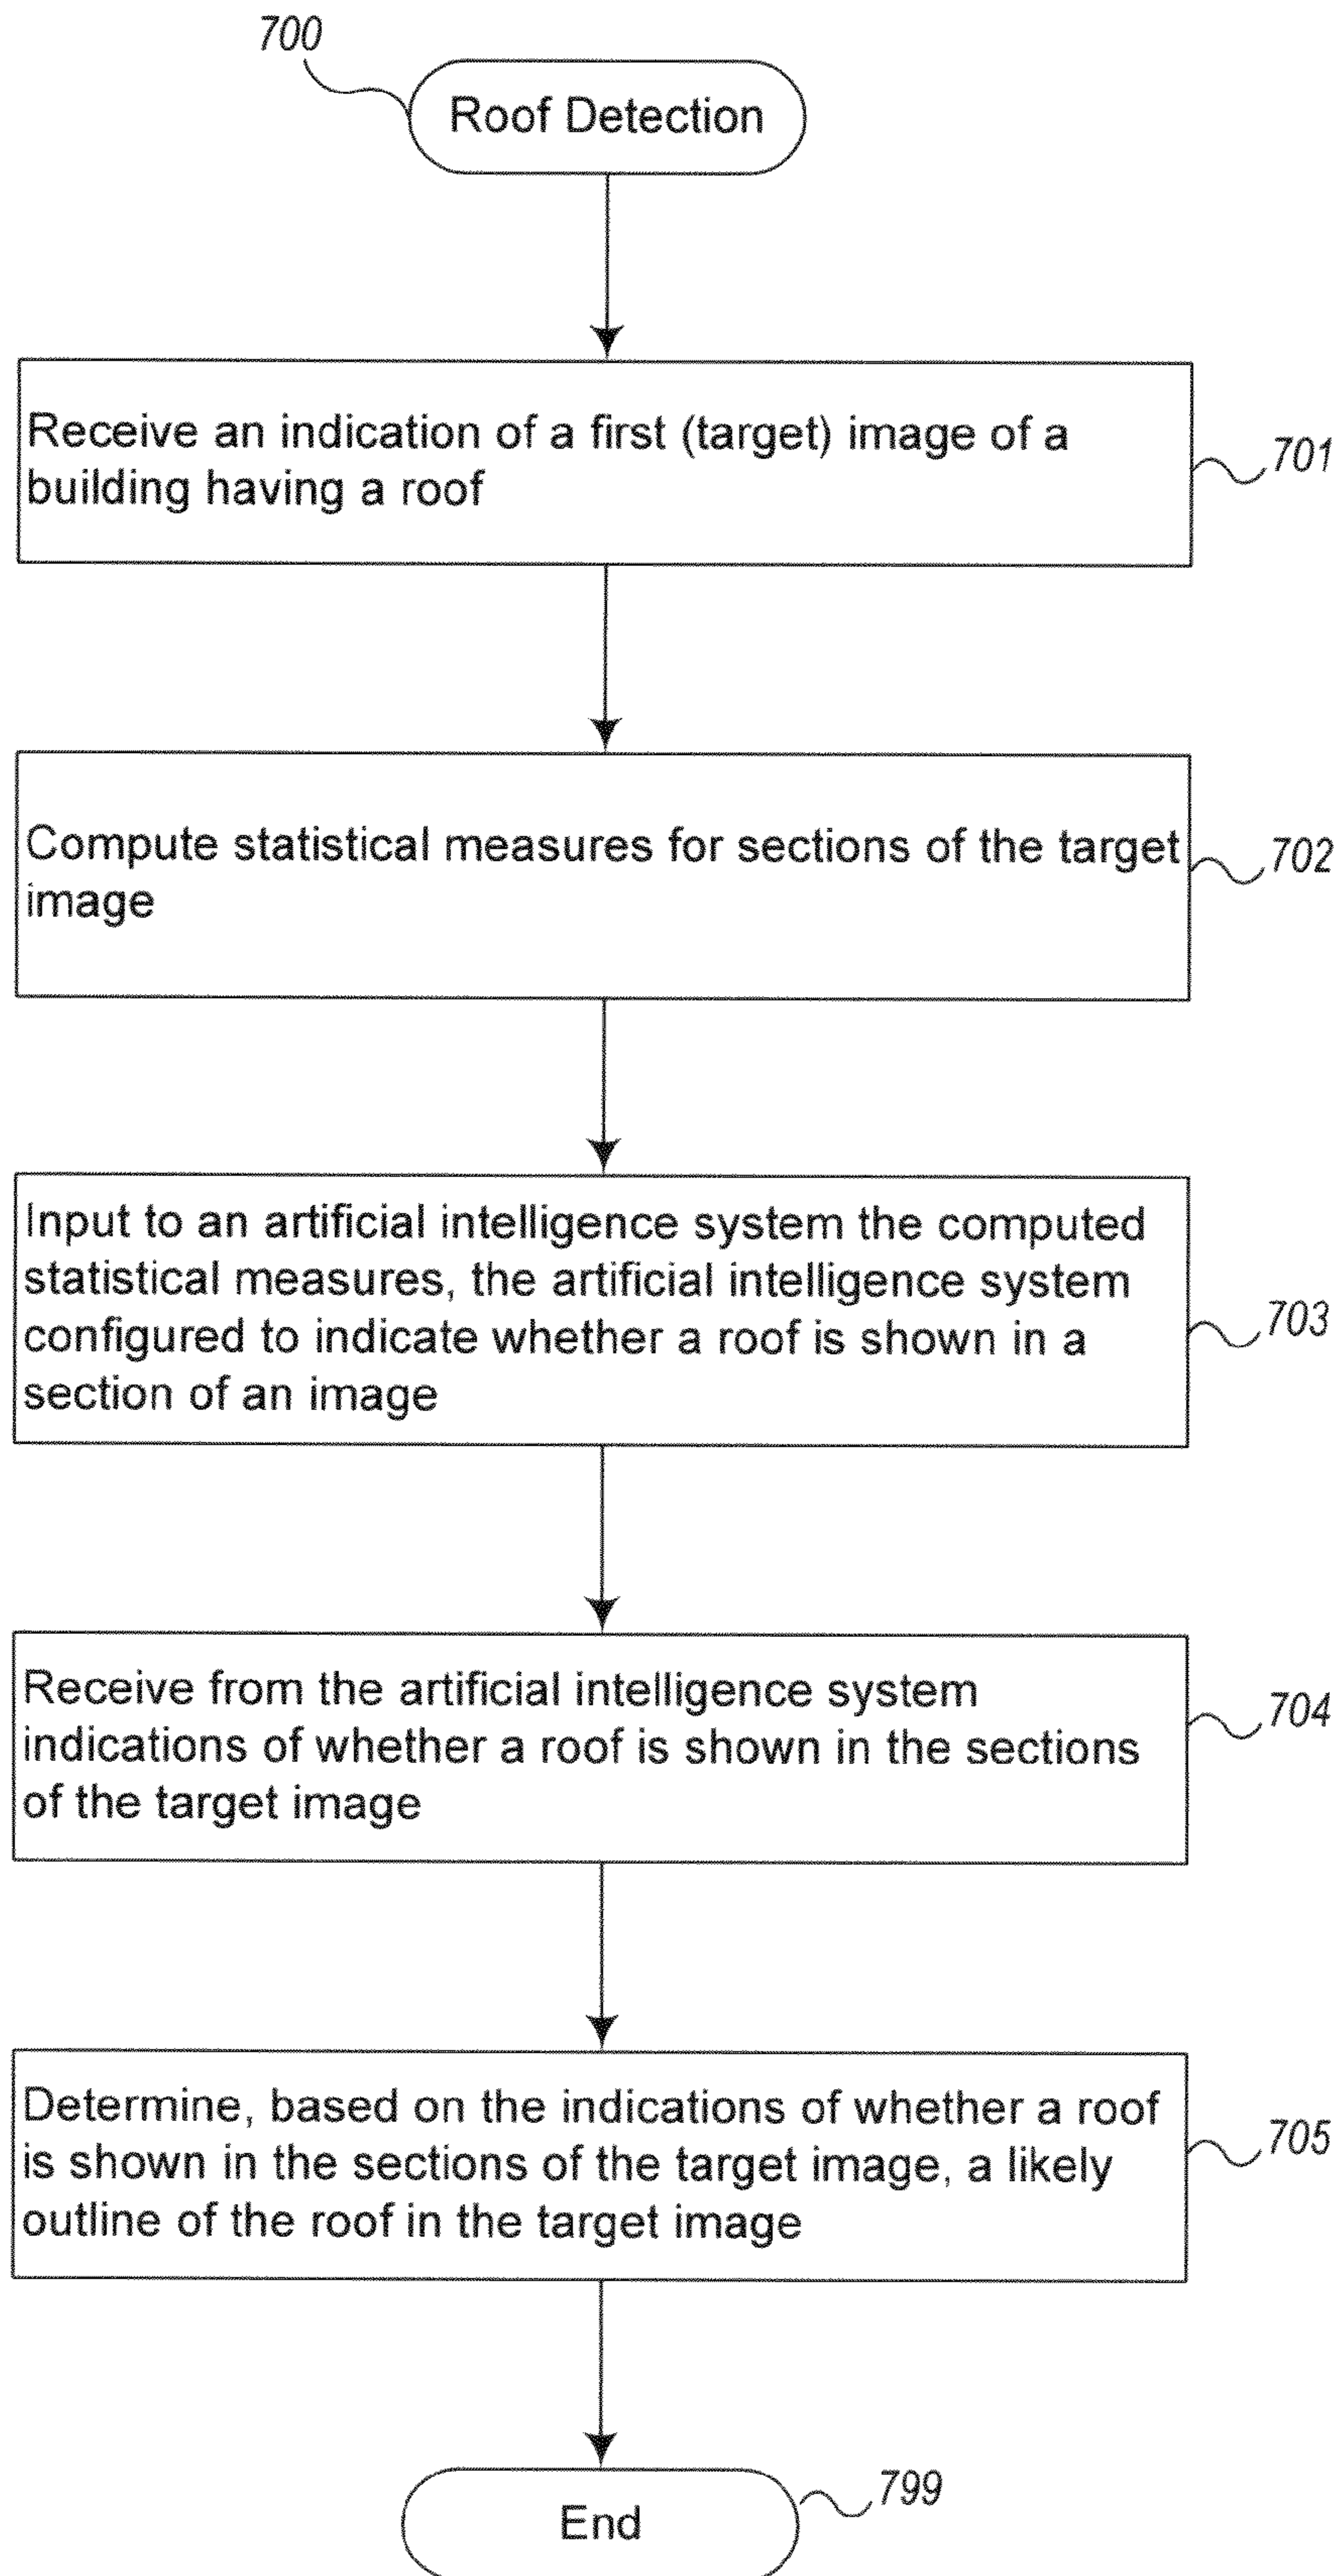 700
Roof Detection
Receive an indication of a first (target) image of a
building having a roof
701
Compute statistical measures for sections of the target
image
702
Input to an artificial intelligence system the computed
statistical measures, the artificial intelligence system
configured to indicate whether a roof is shown in a
section of an image
703
Receive from the artificial intelligence system
indications of whether a roof is shown in the sections
of the target image
704
Determine, based on the indications of whether a roof
is shown in the sections of the target image, a likely
outline of the roof in the target image
705
End
799